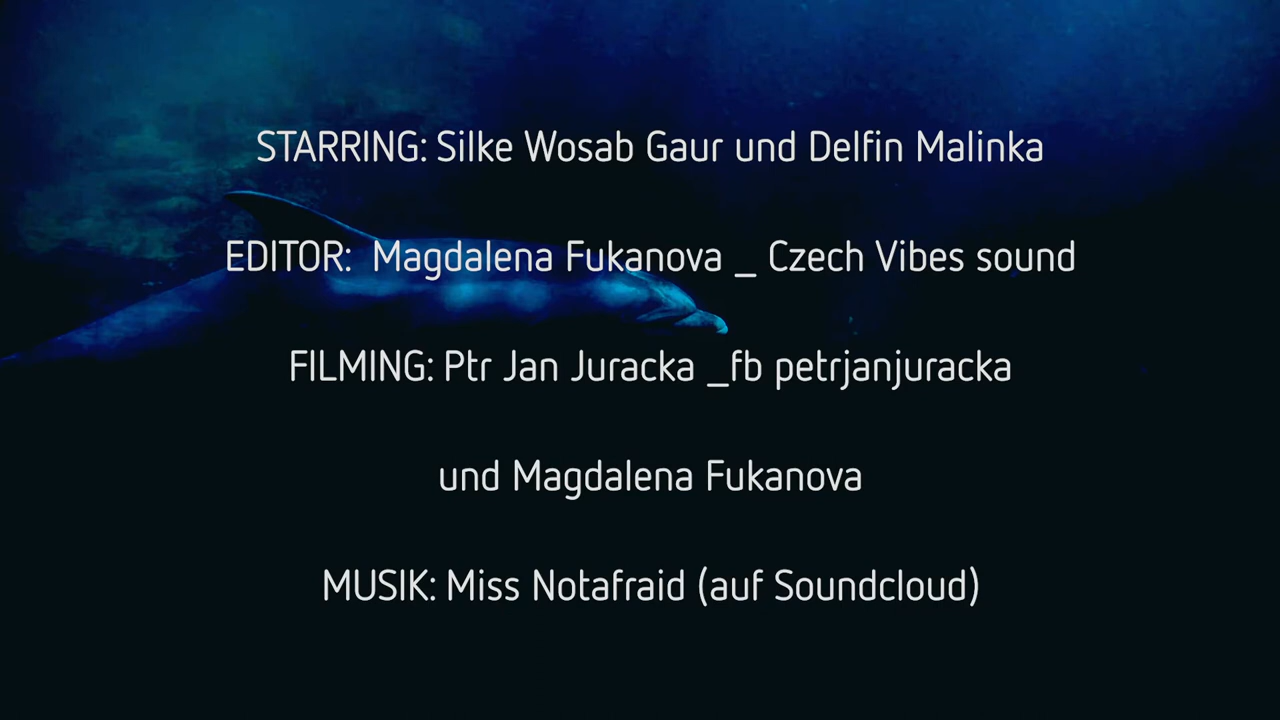 STARRING: Silke Wosab Gaur und Delfin Malinka
EDITOR:  Magdalena Fukanova _ Czech Vibes sound
FILMING: Ptr Jan Juracka _fb petrjanjuracka
und Magdalena Fukanova
MUSIK: Miss Notafraid (auf Soundcloud)